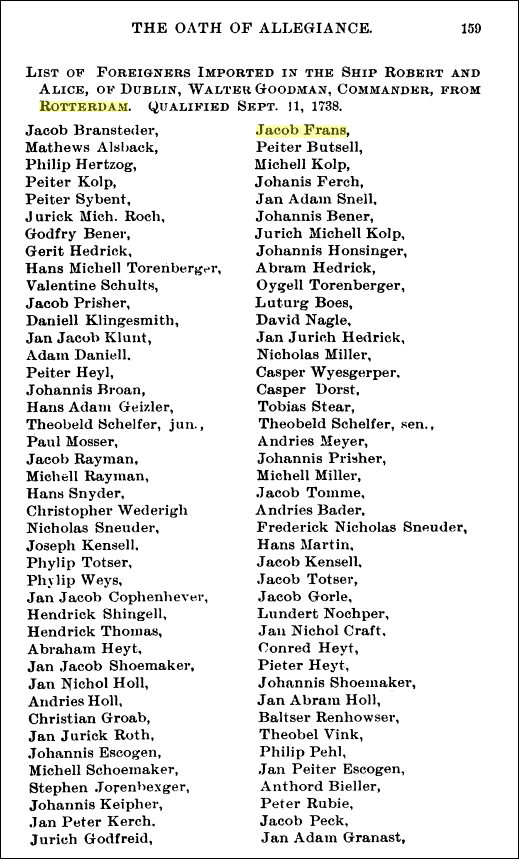 THE OATH OF ALLEGIANCE. 159
LIST OF FOREIGNERS IMPORTED IN THE SHIP ROBERT AND
ALICE, OF DUBLIN, WALTER GOODMAN, COMMANDER, FROM
ROTTERDAM. QUALIFIED SEPT. 11, 1738.
Jacob Bransteder, Jacob Frans,
Mathews Alsback, Peiter Butsell,
Philip Hertzog, Michell Kolp,
Peiter Kolp, Johanis Ferch,
Peiter Sybent, Jan Adam Snell,
Jurick Mich. Roch, Johannis Bener,
Godfry Bener, Jurich Michell Kolp,
Gerit Hedrick, Johannis Honsinger,
Hans Michell Torenberger, Abram Hedrick,
Valentine Schults, Oygell Torenberger,
Jacob Prisher, Luturg Boes,
Daniell Klingesmith, David Nagle,
Jan Jacob Klunt, Jan Jurich Hedrick,
Adam Daniell. Nicholas Miller,
Peiter Heyl, Casper Wyesgerper,
Johannis Broan, Casper Dorst,
Hans Adam Geizler, Tobias Stear,
Theobeld Schelfer, jun., Theobeld Schelfer, sen.,
Paul Mosser, Andries Meyer,
Jacob Rayman, Johannis Prisher,
Michell Rayman, Michell Miller,
Hans Snyder, Jacob Tomme,
Christopher Wederigh Andries Bader,
Nicholas Sneuder, Frederick Nicholas Sneuder,
Joseph Kensell, Hans Martin,
Phylip Totser, Jacob Kensell,
Phylip Weys, Jacob Totser,
Jan Jacob Cophenhever, Jacob Gorle,
Hendrick Shingell, Lundert Nochper,
Hendrick Thomas, Jan Nichol Craft,
Abraham Heyt, Conred Heyt,
Jan Jacob Shoemaker, Pieter Heyt,
Jan Nichol Holl, Johannis Shoemaker,
Andries Holl, Jan Abram Holl,
Christian Groab, Baltser Renhowser,
Jan Jurick Roth, Theobel Vink,
Johannis Escogen, Philip Pehl,
Michell Schoemaker, Jan Peiter Escogen,
Stephen Jorenbexger, Anthord Bieller,
Johannis Keipher, Peter Rubie,
Jan Peter Kerch, Jacob Peck,
Jurich Godfreid, Jan Adam Granast,